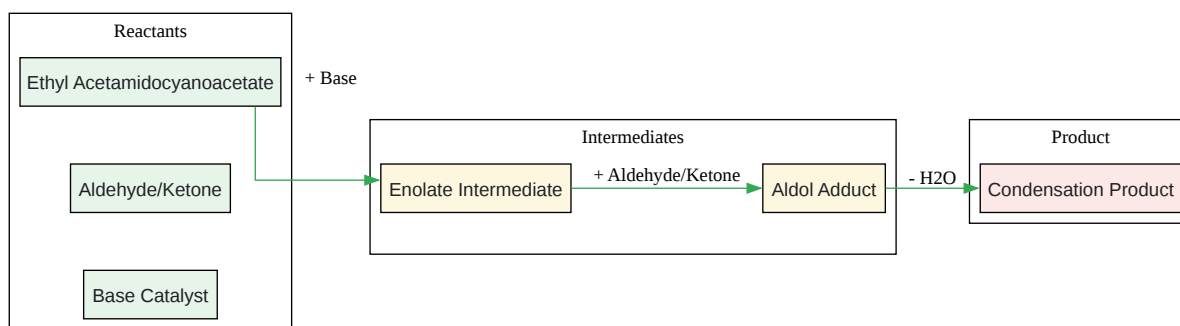 Reactants
Ethyl Acetamidocyanoacetate
+ Base
Aldehyde/Ketone
Base Catalyst
Intermediates
Enolate Intermediate
+ Aldehyde/Ketone
Aldol Adduct
- H2O
Product
Condensation Product